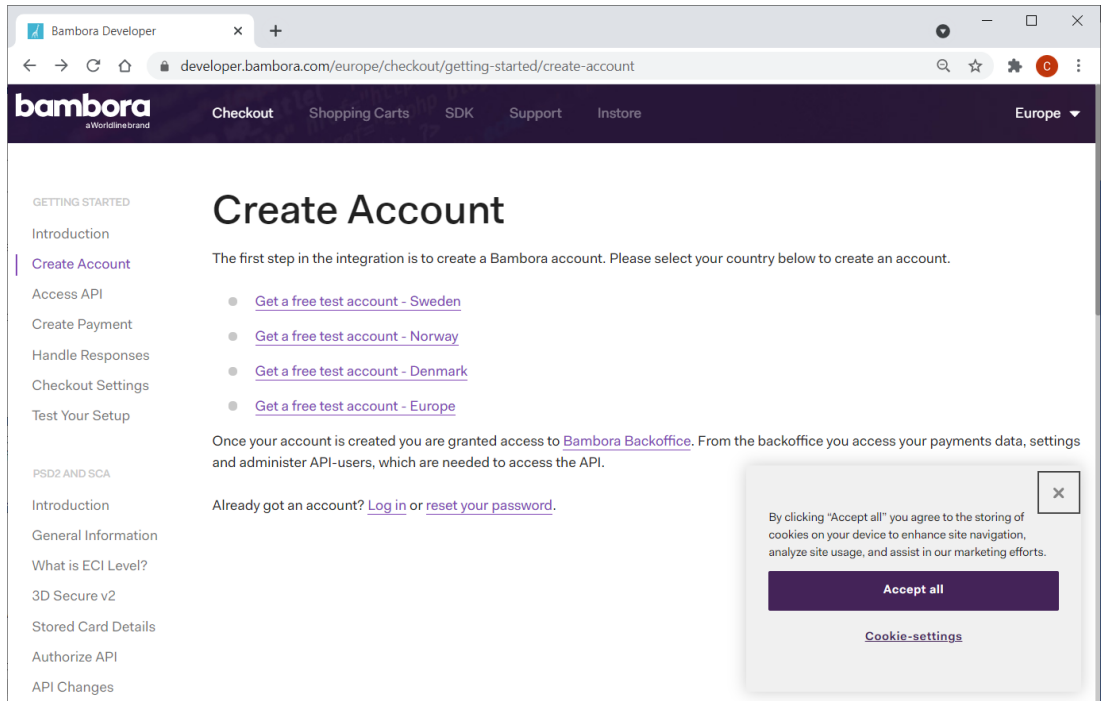 Bambora Developer
developer.bambora.com/europe/checkout/getting-started/create-account
C
bambora
a Worldline brand
Checkout
Shopping Carts
SDK
Support
Instore
Europe
GETTING STARTED
Introduction
Create Account
Access API
Create Payment
Handle Responses
Checkout Settings
Test Your Setup
PSD2 AND SCA
Introduction
General Information
What is ECI Level?
3D Secure v2
Stored Card Details
Authorize API
API Changes
Create Account
The first step in the integration is to create a Bambora account. Please select your country below to create an account.
Get a free test account - Sweden
Get a free test account - Norway
Get a free test account - Denmark
Get a free test account - Europe
Once your account is created you are granted access to Bambora Backoffice. From the backoffice you access your payments data, settings
and administer API-users, which are needed to access the API.
Already got an account? Log in or reset your password.
By clicking “Accept all” you agree to the storing of
cookies on your device to enhance site navigation,
analyze site usage, and assist in our marketing efforts.
Accept all
Cookie-settings